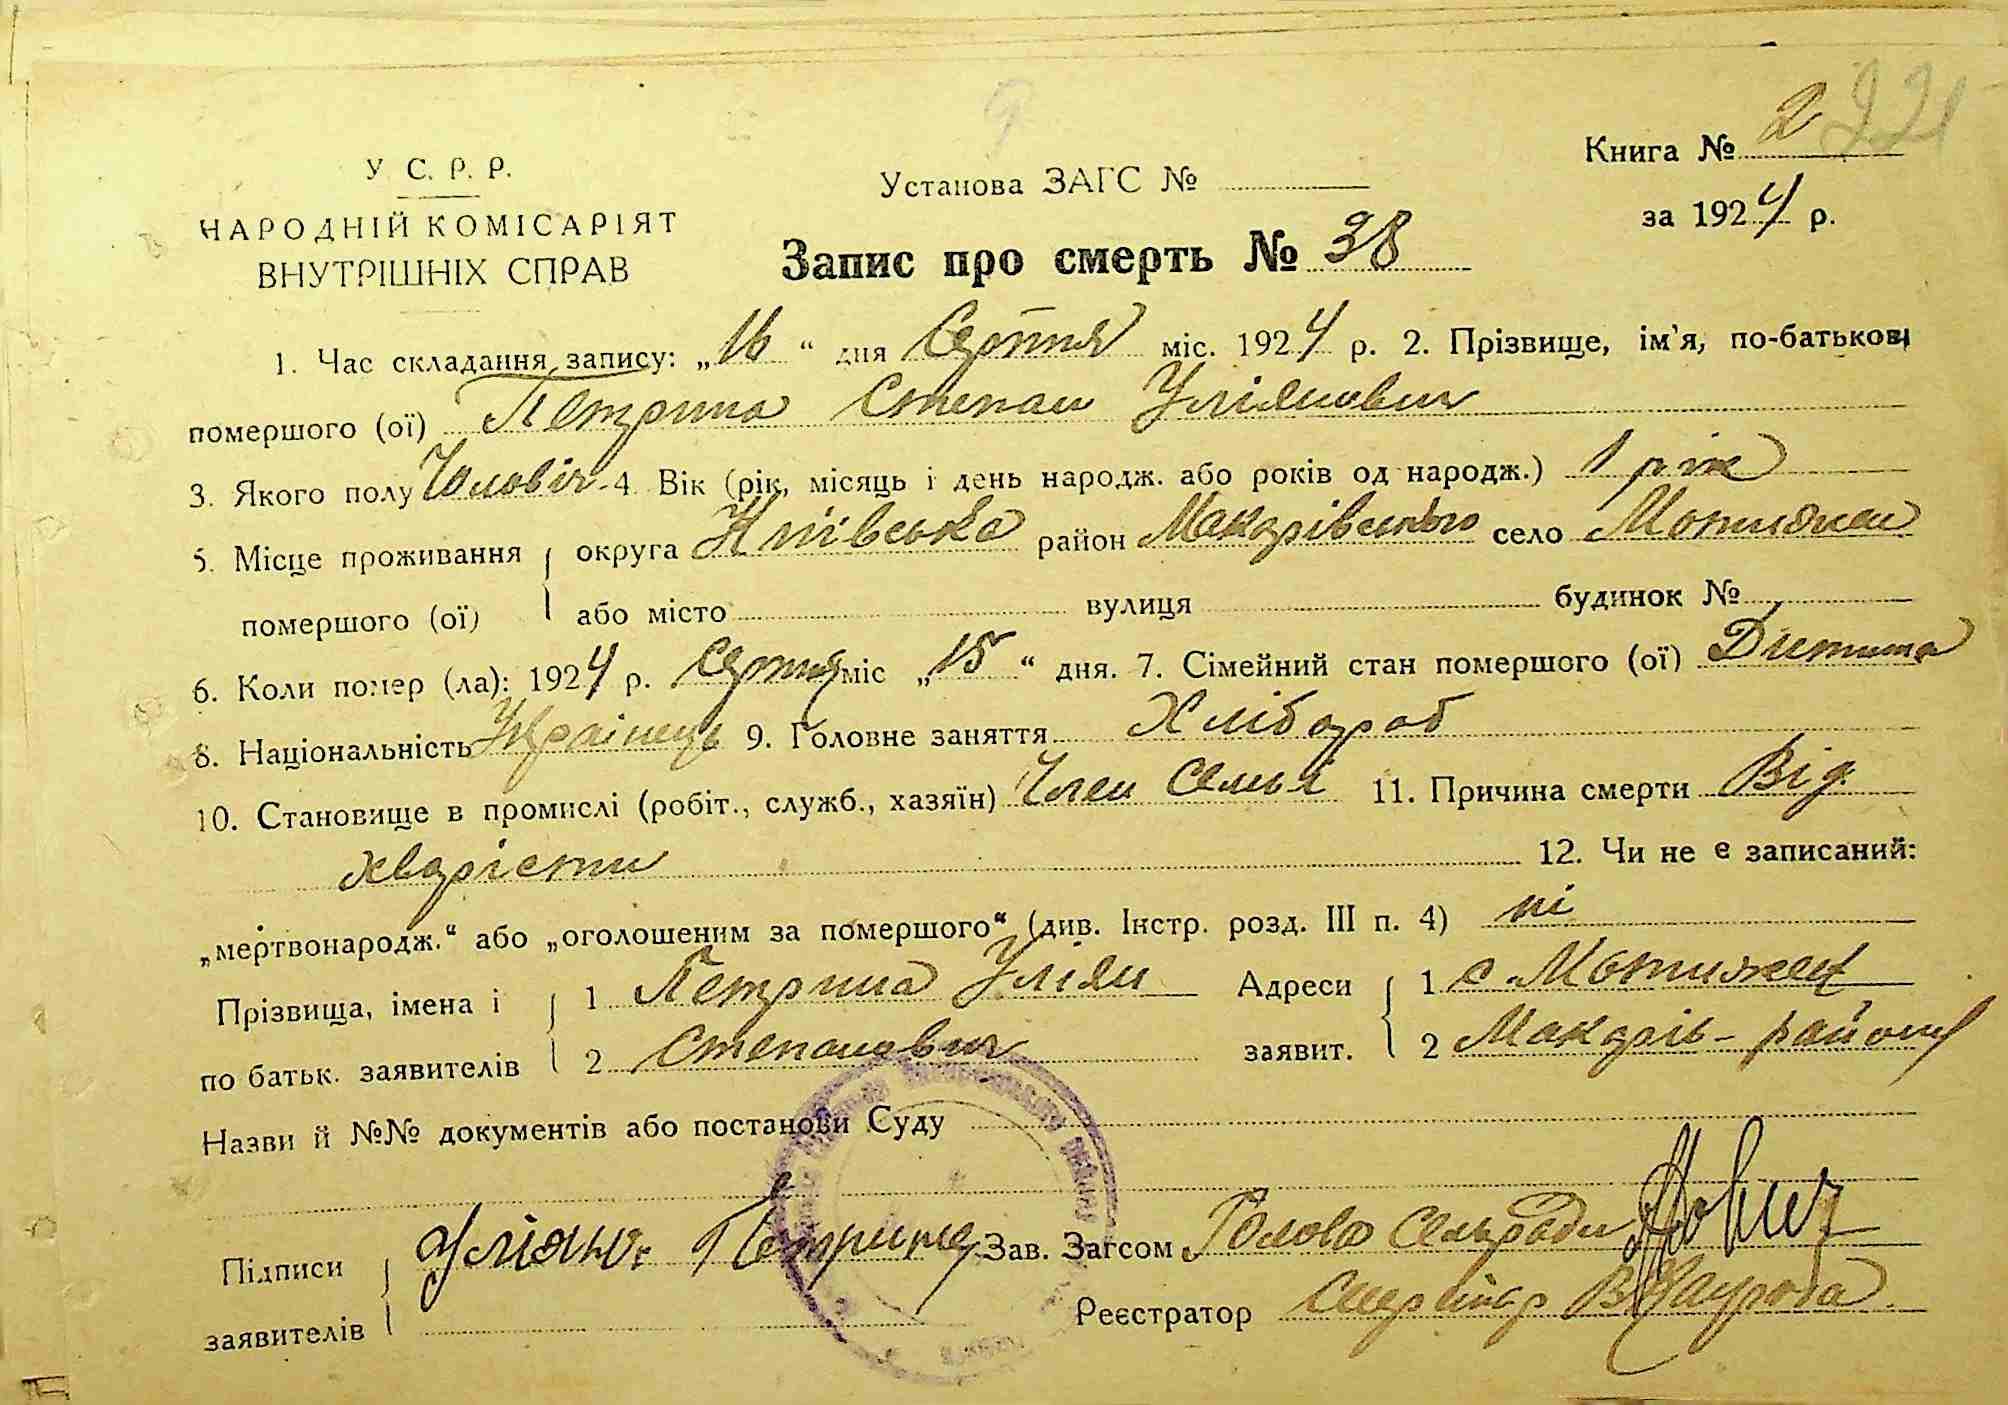 Книга № 2 221
У С. Р. Р.
Установа ЗАГС №
за 1924 р.
НАРОДНІЙ КОМІСАРІЯТ
ВНУТРІШНІХ СПРАВ
Запис про смерть № 38
1. Час складання запису: „16“ дня Серпня міс. 1924 р. 2. Прізвище, ім'я, по-батькові
помершого (ої) Петрина Степан Уліянович
3. Якого полу Чоловіч. 4 Вік (рік, місяць і день народж. або років од народж.) 1 рік
5. Місце проживання округа Київська район Макарівського село Мотижин
помершого (ої) або місто вулиця будинок №
6. Коли помер (ла): 1924 р. Серпня міс „15“ дня. 7. Сімейний стан помершого (ої) Дитина
8. Національність Українець 9. Головне заняття Хлібороб
10. Становище в промислі (робіт., служб., хазяїн) Член Семьї 11. Причина смерти Від
хварісти 12. Чи не є записаний:
„мертвонародж.“ або „оголошеним за помершого“ (див. Інстр. розд. III п. 4) ні
Прізвища, імена і 1 Петрина Уліян Адреси 1 с Мотижен
по батьк. заявителів 2 Степанович заявит. 2 Макарів-району
Назви й №№ документів або постанови Суду
Підписи Уліян Петрина Зав. Загсом Голова Сельради
заявителів Реєстратор